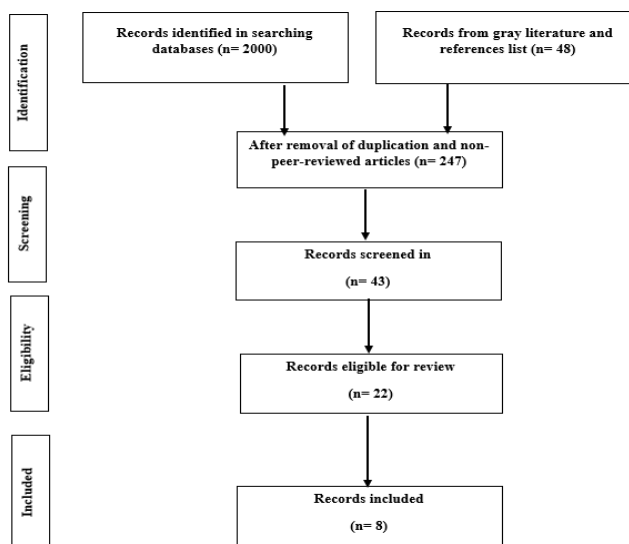 Identification
Records identified in searching
databases (n= 2000)
Records from gray literature and
references list (n= 48)
After removal of duplication and non-
peer-reviewed articles (n= 247)
Screening
Records screened in
(n= 43)
Eligibility
Records eligible for review
(n= 22)
Included
Records included
(n= 8)